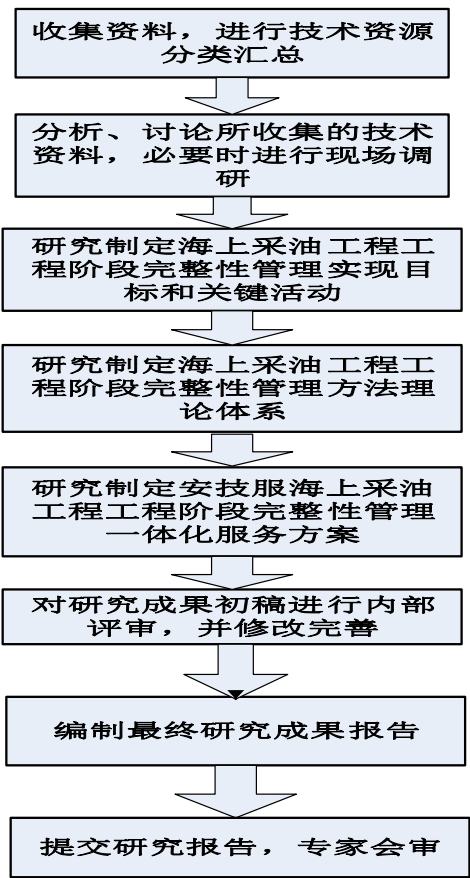 收集资料，进行技术资源
分类汇总
分析、讨论所收集的技术
资料，必要时进行现场调
研
研究制定海上采油工程工
程阶段完整性管理实现目
标和关键活动
研究制定海上采油工程工
程阶段完整性管理方法理
论体系
研究制定安技服海上采油
工程工程阶段完整性管理
一体化服务方案
对研究成果初稿进行内部
评审，并修改完善
编制最终研究成果报告
提交研究报告，专家会审